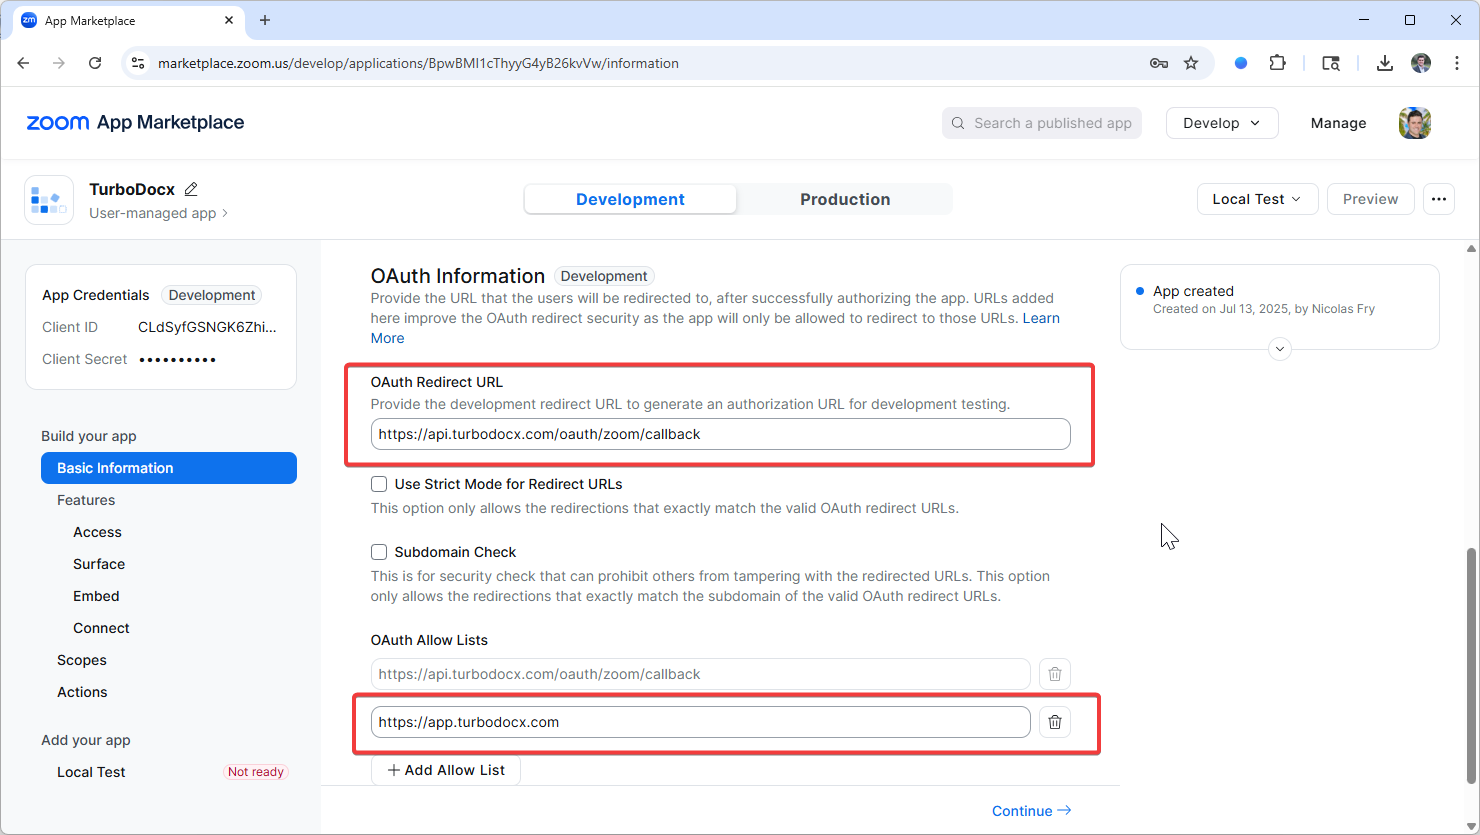 zm App Marketplace
marketplace.zoom.us/develop/applications/BpwBMI1cThyyG4yB26kvVw/information
zoom App Marketplace
Search a published app
Develop
Manage
TurboDocx
User-managed app
Development
Production
Local Test
Preview
App Credentials Development
Client ID CLdSyfGSNGK6Zhi...
Client Secret ••••••••••
Build your app
Basic Information
Features
Access
Surface
Embed
Connect
Scopes
Actions
Add your app
Local Test Not ready
OAuth Information Development
Provide the URL that the users will be redirected to, after successfully authorizing the app. URLs added
here improve the OAuth redirect security as the app will only be allowed to redirect to those URLs. Learn
More
OAuth Redirect URL
Provide the development redirect URL to generate an authorization URL for development testing.
https://api.turbodocx.com/oauth/zoom/callback
Use Strict Mode for Redirect URLs
This option only allows the redirections that exactly match the valid OAuth redirect URLs.
Subdomain Check
This is for security check that can prohibit others from tampering with the redirected URLs. This option
only allows the redirections that exactly match the subdomain of the valid OAuth redirect URLs.
OAuth Allow Lists
https://api.turbodocx.com/oauth/zoom/callback
https://app.turbodocx.com
+ Add Allow List
Continue →
App created
Created on Jul 13, 2025, by Nicolas Fry